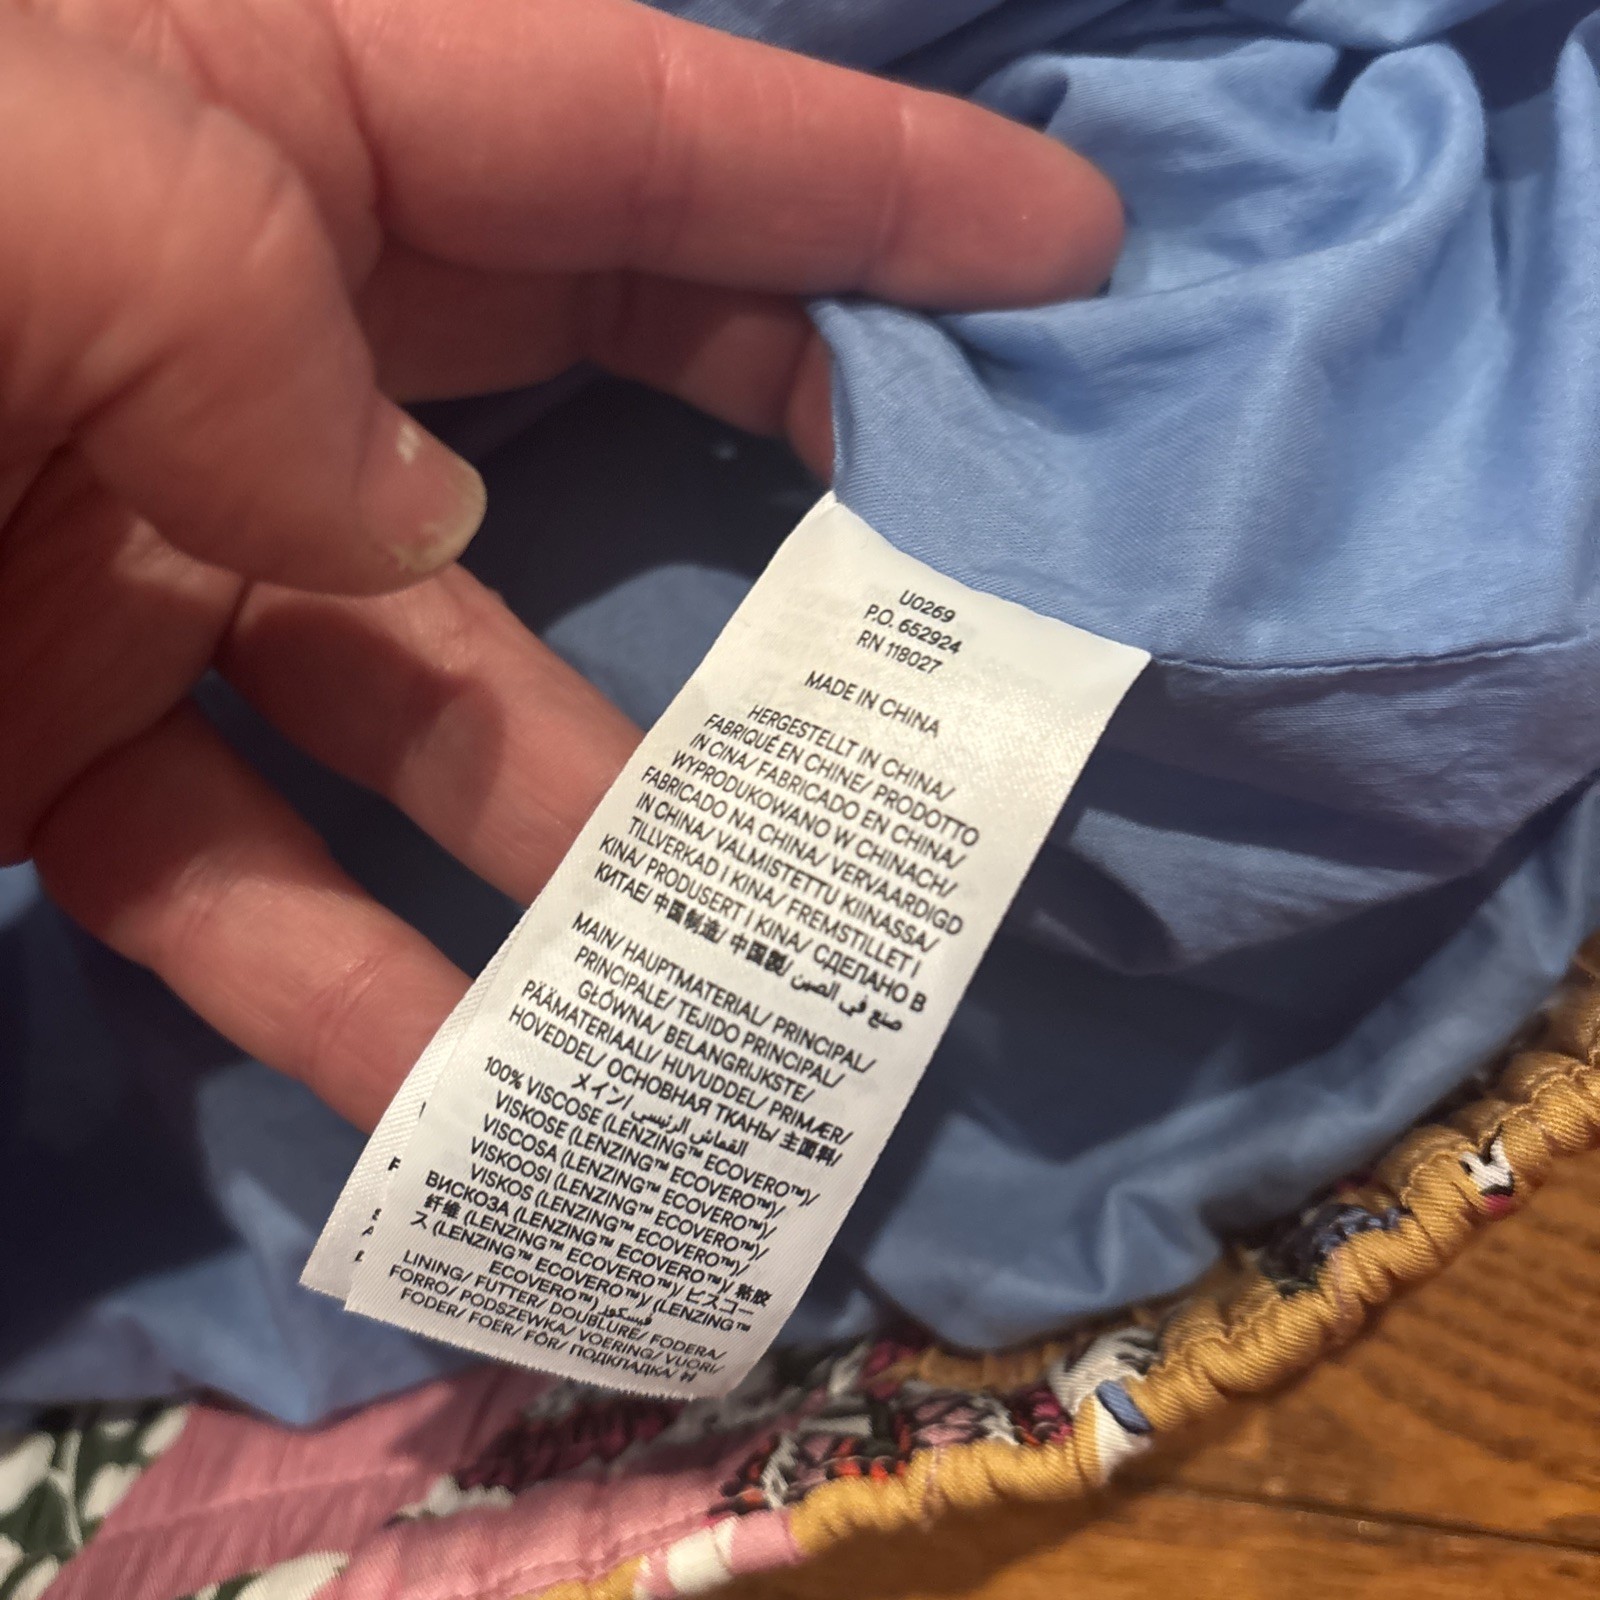 U0269
P.O. 652924
RN 118027
MADE IN CHINA
HERGESTELLT IN CHINA/
FABRIQUÉ EN CHINE/ PRODOTTO
IN CINA/ FABRICADO EN CHINA/
WYPRODUKOWANO W CHINACH/
FABRICADO NA CHINA/ VERVAARDIGD
IN CHINA/ VALMISTETTU KIINASSA/
TILLVERKAD I KINA/ FREMSTILLET I
KINA/ PRODUSERT I KINA/ СДЕЛАНО В
КИТАЕ/ 中国制造/ 中国製/ صنع في الصين
MAIN/ HAUPTMATERIAL/ PRINCIPAL/
PRINCIPALE/ TEJIDO PRINCIPAL/
GŁÓWNA/ BELANGRIJKSTE/
PÄÄMATERIAALI/ HUVUDDEL/ PRIMÆR/
HOVEDDEL/ ОСНОВНАЯ ТКАНЬ/ 主面料/
メイン/ القماش الرئيسي
100% VISCOSE (LENZING™ ECOVERO™)/
VISKOSE (LENZING™ ECOVERO™)/
VISCOSA (LENZING™ ECOVERO™)/
VISKOOSI (LENZING™ ECOVERO™)/
VISKOS (LENZING™ ECOVERO™)/
ВИСКОЗА (LENZING™ ECOVERO™)/ 粘胶
纤维 (LENZING™ ECOVERO™)/ ビスコー
ス (LENZING™ ECOVERO™)/ (LENZING™
ECOVERO™) فيسكوز
LINING/ FUTTER/ DOUBLURE/ FODERA/
FORRO/ PODSZEWKA/ VOERING/ VUORI/
FODER/ FOER/ FÔR/ ПОДКЛАДКА/